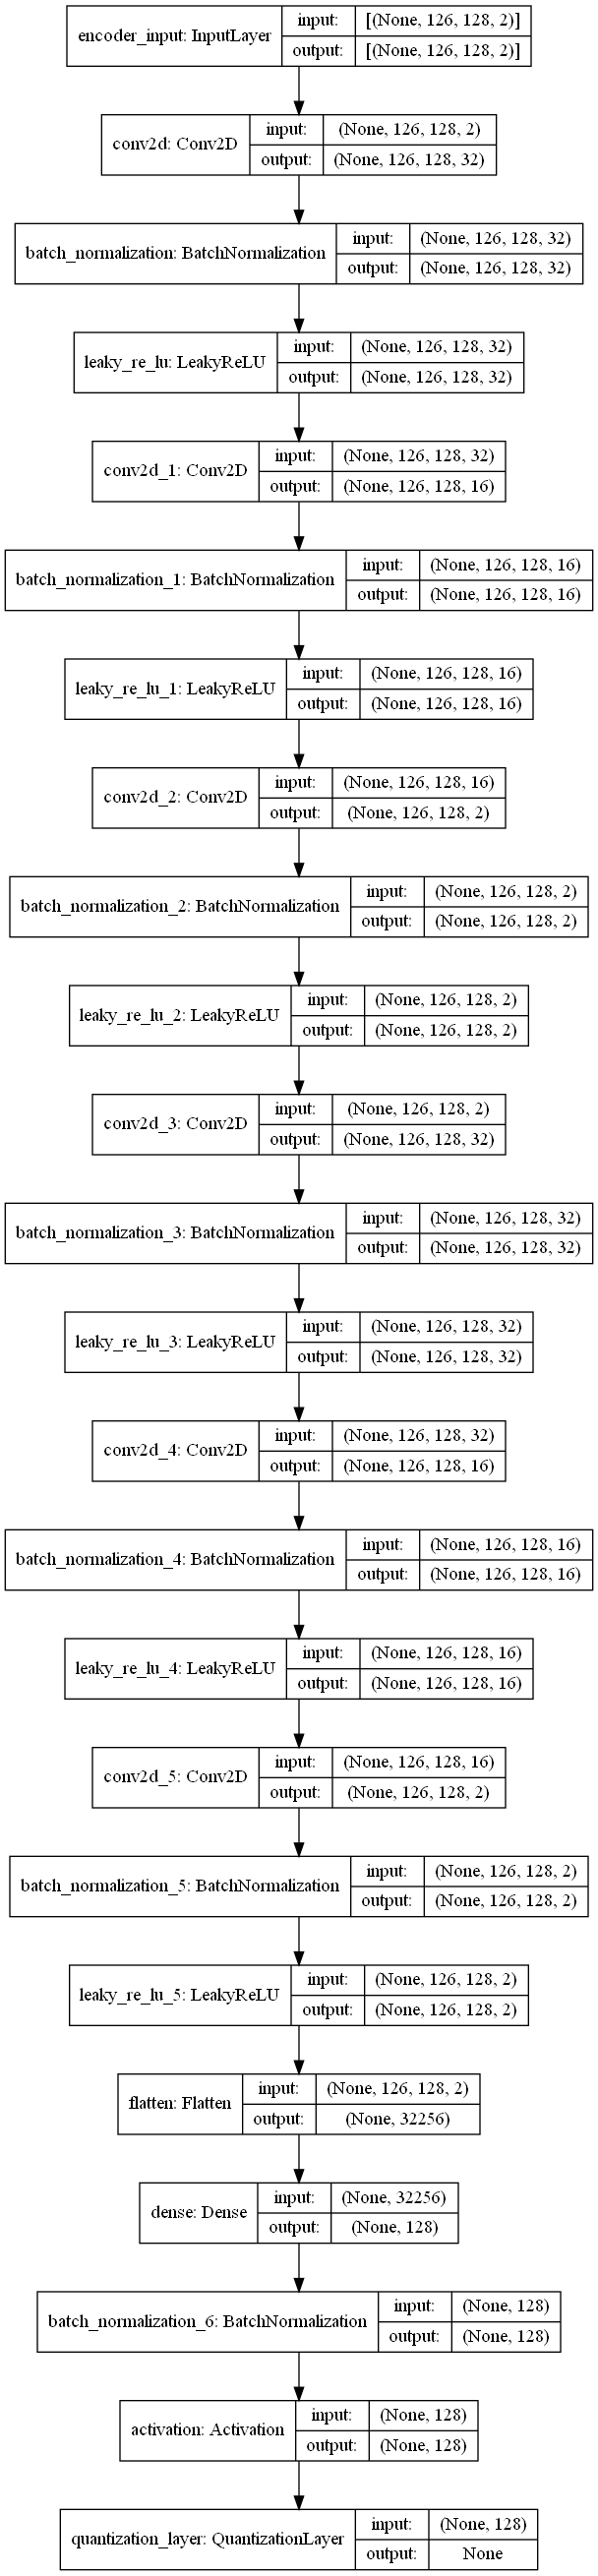 encoder_input: InputLayer input: [(None, 126, 128, 2)]
output: [(None, 126, 128, 2)]
conv2d: Conv2D input: (None, 126, 128, 2)
output: (None, 126, 128, 32)
batch_normalization: BatchNormalization input: (None, 126, 128, 32)
output: (None, 126, 128, 32)
leaky_re_lu: LeakyReLU input: (None, 126, 128, 32)
output: (None, 126, 128, 32)
conv2d_1: Conv2D input: (None, 126, 128, 32)
output: (None, 126, 128, 16)
batch_normalization_1: BatchNormalization input: (None, 126, 128, 16)
output: (None, 126, 128, 16)
leaky_re_lu_1: LeakyReLU input: (None, 126, 128, 16)
output: (None, 126, 128, 16)
conv2d_2: Conv2D input: (None, 126, 128, 16)
output: (None, 126, 128, 2)
batch_normalization_2: BatchNormalization input: (None, 126, 128, 2)
output: (None, 126, 128, 2)
leaky_re_lu_2: LeakyReLU input: (None, 126, 128, 2)
output: (None, 126, 128, 2)
conv2d_3: Conv2D input: (None, 126, 128, 2)
output: (None, 126, 128, 32)
batch_normalization_3: BatchNormalization input: (None, 126, 128, 32)
output: (None, 126, 128, 32)
leaky_re_lu_3: LeakyReLU input: (None, 126, 128, 32)
output: (None, 126, 128, 32)
conv2d_4: Conv2D input: (None, 126, 128, 32)
output: (None, 126, 128, 16)
batch_normalization_4: BatchNormalization input: (None, 126, 128, 16)
output: (None, 126, 128, 16)
leaky_re_lu_4: LeakyReLU input: (None, 126, 128, 16)
output: (None, 126, 128, 16)
conv2d_5: Conv2D input: (None, 126, 128, 16)
output: (None, 126, 128, 2)
batch_normalization_5: BatchNormalization input: (None, 126, 128, 2)
output: (None, 126, 128, 2)
leaky_re_lu_5: LeakyReLU input: (None, 126, 128, 2)
output: (None, 126, 128, 2)
flatten: Flatten input: (None, 126, 128, 2)
output: (None, 32256)
dense: Dense input: (None, 32256)
output: (None, 128)
batch_normalization_6: BatchNormalization input: (None, 128)
output: (None, 128)
activation: Activation input: (None, 128)
output: (None, 128)
quantization_layer: QuantizationLayer input: (None, 128)
output: None